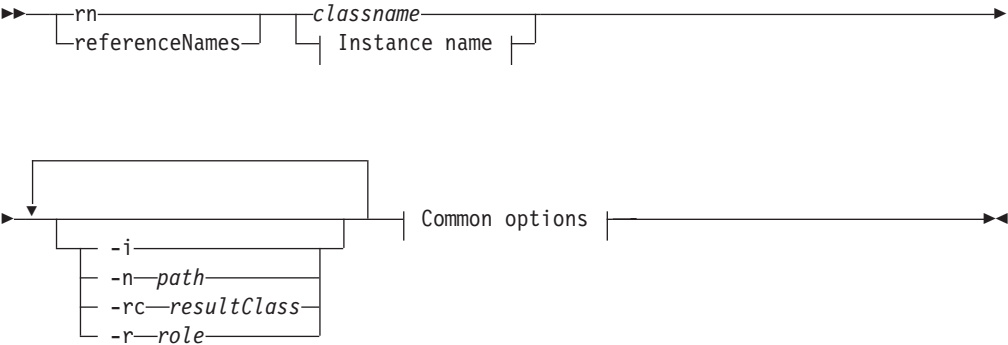 rn classname
referenceNames Instance name
Common options
-i
-n path
-rc resultClass
-r role